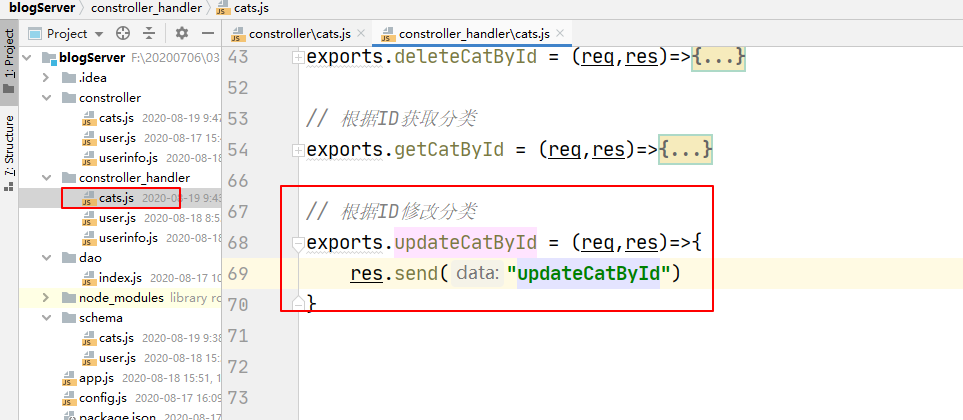 blogServer constroller_handler cats.js
Project constroller\cats.js constroller_handler\cats.js
1: Project
7: Structure
blogServer F:\20200706\03
.idea
constroller
cats.js 2020-08-19 9:47
user.js 2020-08-17 15:4
userinfo.js 2020-08-18
constroller_handler
cats.js 2020-08-19 9:43
user.js 2020-08-18 8:5
userinfo.js 2020-08-18
dao
index.js 2020-08-17 10
node_modules library ro
schema
cats.js 2020-08-19 9:38
user.js 2020-08-18 15:
app.js 2020-08-18 15:51, 1
config.js 2020-08-17 16:09
package.json 2020-08-1
43 exports.deleteCatById = (req,res)=>{...}
52
53 // 根据ID获取分类
54 exports.getCatById = (req,res)=>{...}
66
67 // 根据ID修改分类
68 exports.updateCatById = (req,res)=>{
69 res.send( data: "updateCatById")
70 }
71
72
73